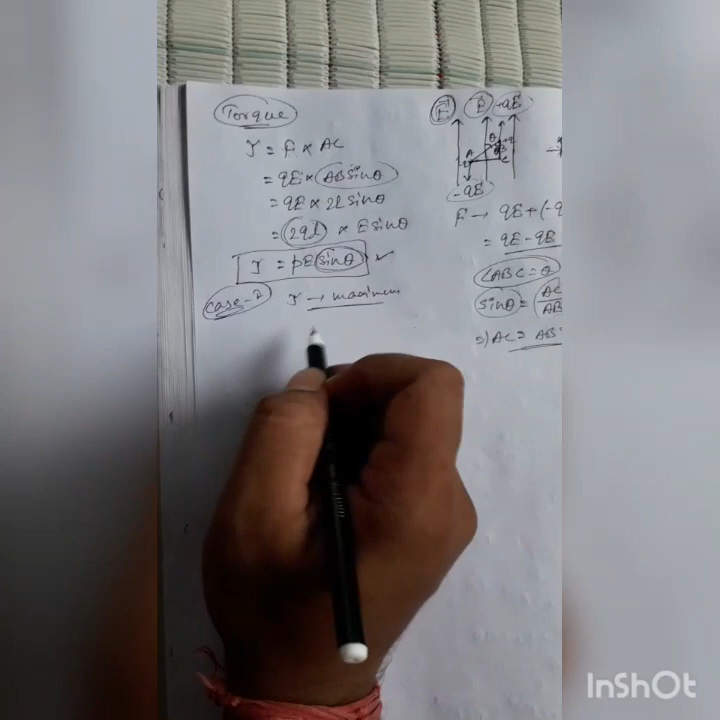 Torque
τ = F × AC
= qE × AB sinθ
= qE × 2l sinθ
= (2ql) × E sinθ
τ = PE sinθ ✓
case-2 τ → maximum
E⃗ E⃗ +qE
A
B
C
-qE
F → qE + (-q
= qE - qE
∠ABC = θ
sinθ = AC
AB
=) AC = AB
InShOt